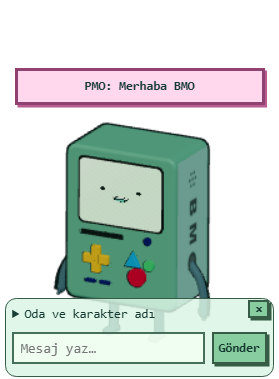 PMO: Merhaba BMO
BMO
▶ Oda ve karakter adı
×
Mesaj yaz…
Gönder